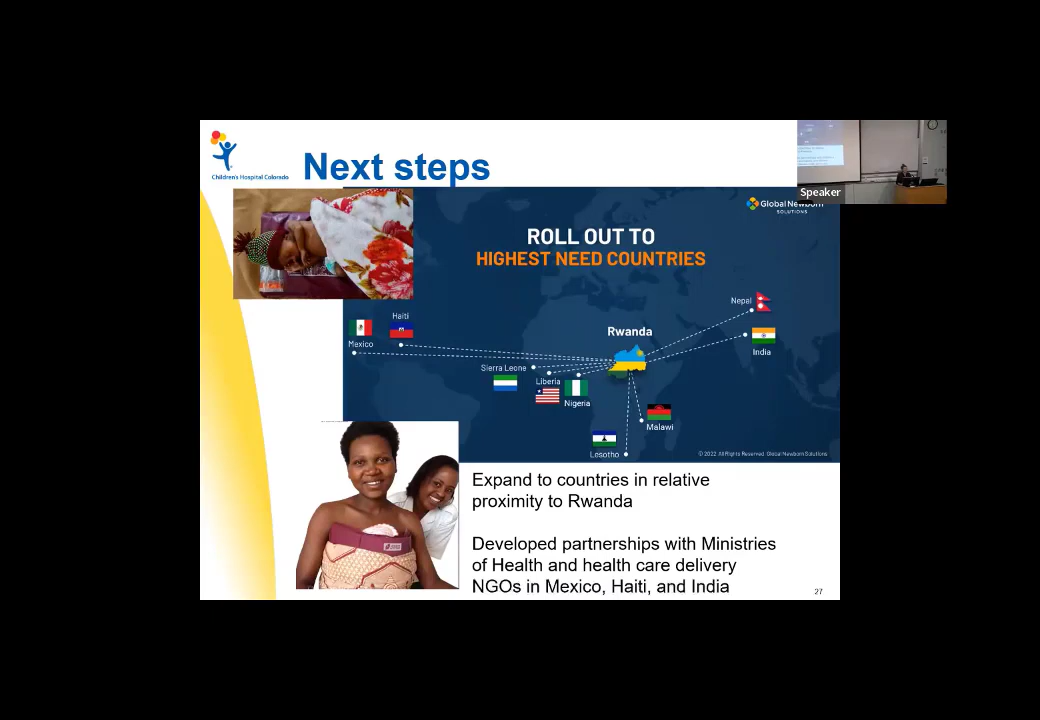 Children's Hospital Colorado
Next steps
Speaker
Global Newborn
SOLUTIONS
ROLL OUT TO
HIGHEST NEED COUNTRIES
Nepal
India
Haiti
Mexico
Rwanda
Sierra Leone
Liberia
Nigeria
Malawi
Lesotho
© 2022 All Rights Reserved Global Newborn Solutions
Expand to countries in relative
proximity to Rwanda
Developed partnerships with Ministries
of Health and health care delivery
NGOs in Mexico, Haiti, and India
27